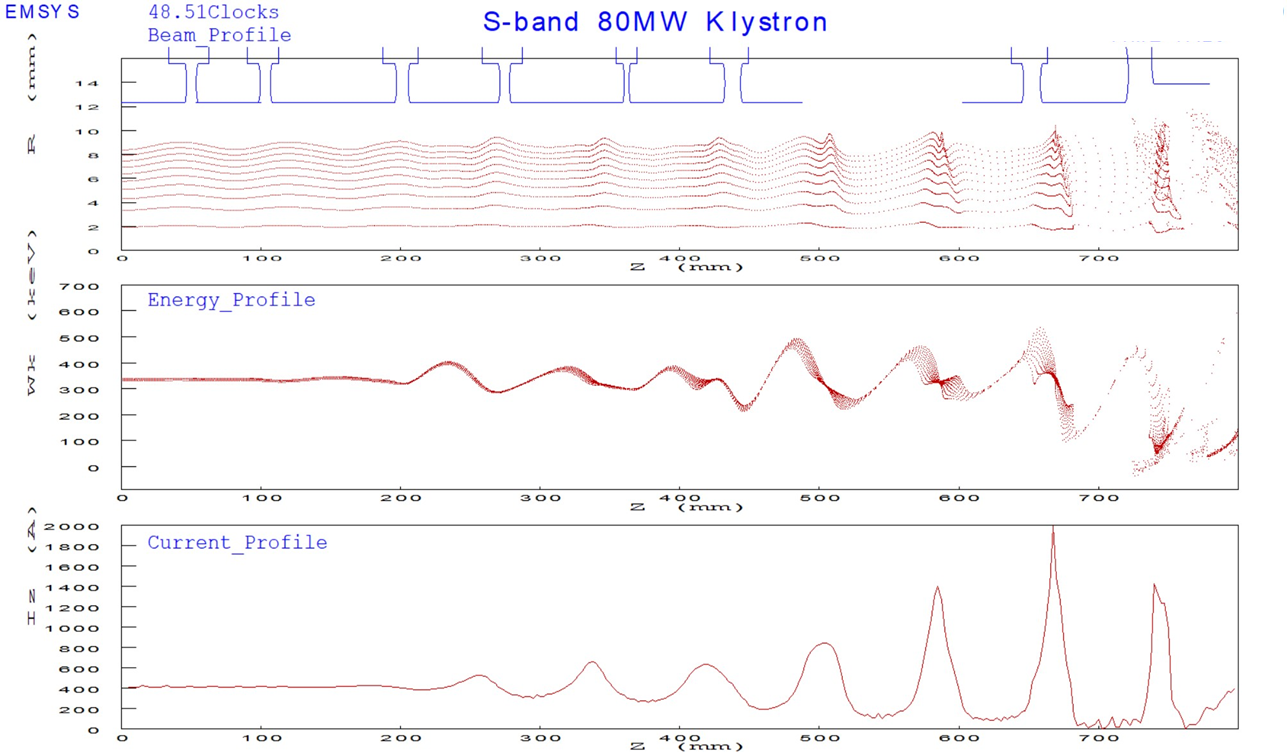 EMSYS
48.51Clocks
S-band 80MW Klystron
Beam_Profile
R (mm)
14
12
10
8
6
4
2
0
0 100 200 300 400 500 600 700
Z (mm)
Energy_Profile
Wk (keV)
700
600
500
400
300
200
100
0
0 100 200 300 400 500 600 700
Z (mm)
Current_Profile
Iz (A)
2000
1800
1600
1400
1200
1000
800
600
400
200
0
0 100 200 300 400 500 600 700
Z (mm)